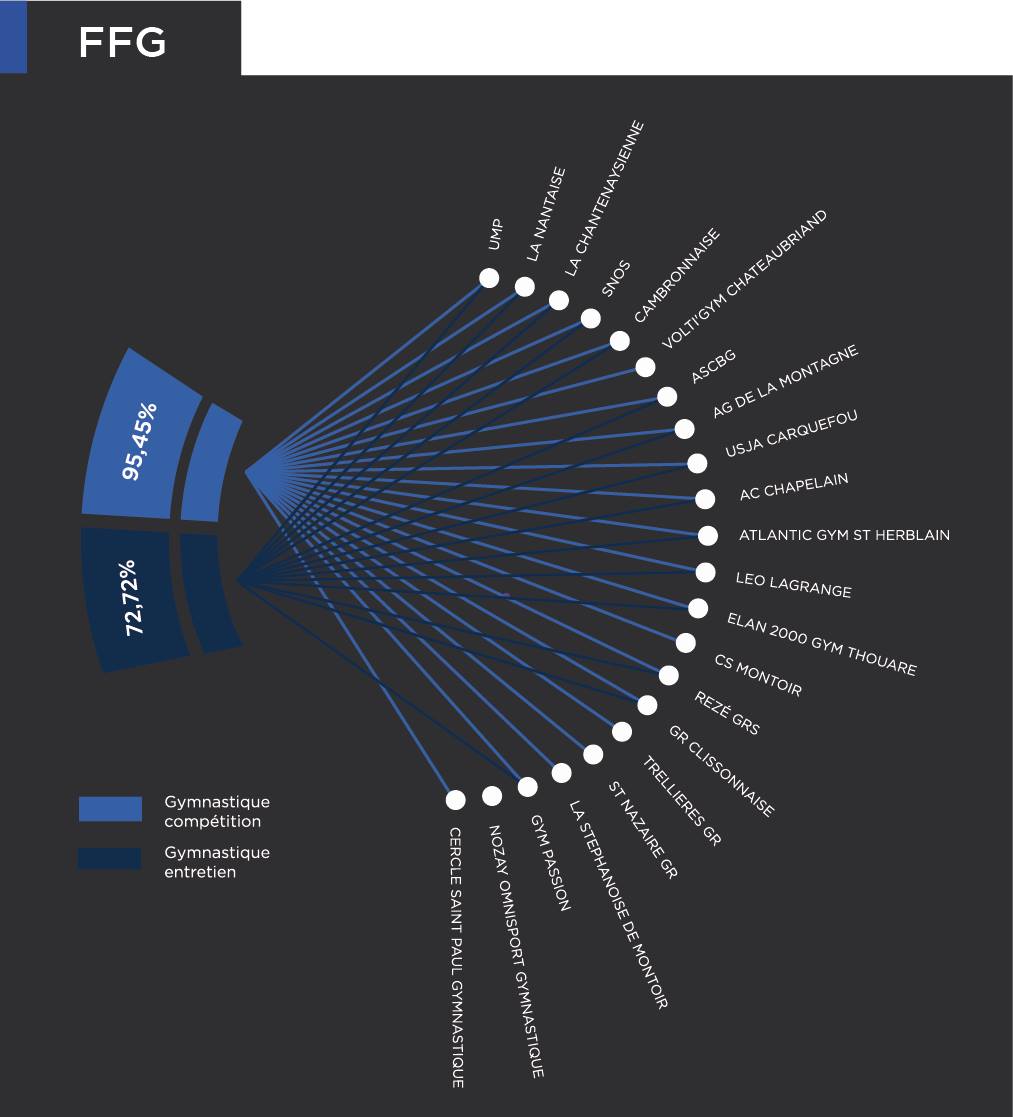 FFG
UMP
LA NANTAISE
LA CHANTENAYSIENNE
SNOS
CAMBRONNAISE
VOLTI'GYM CHATEAUBRIAND
ASCBG
AG DE LA MONTAGNE
USJA CARQUEFOU
AC CHAPELAIN
ATLANTIC GYM ST HERBLAIN
LEO LAGRANGE
ELAN 2000 GYM THOUARE
CS MONTOIR
REZÉ GRS
GR CLISSONNAISE
TRELLIERES GR
ST NAZAIRE GR
LA STEPHANOISE DE MONTOIR
GYM PASSION
NOZAY OMNISPORT GYMNASTIQUE
CERCLE SAINT PAUL GYMNASTIQUE
95,45%
72,72%
Gymnastique
compétition
Gymnastique
entretien